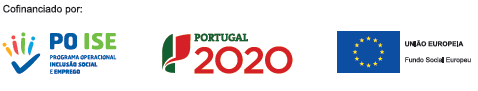 Cofinanciado por:
PO ISE
PROGRAMA OPERACIONAL
INCLUSÃO SOCIAL
E EMPREGO
PORTUGAL
2020
UNIÃO EUROPEIA
Fundo Social Europeu